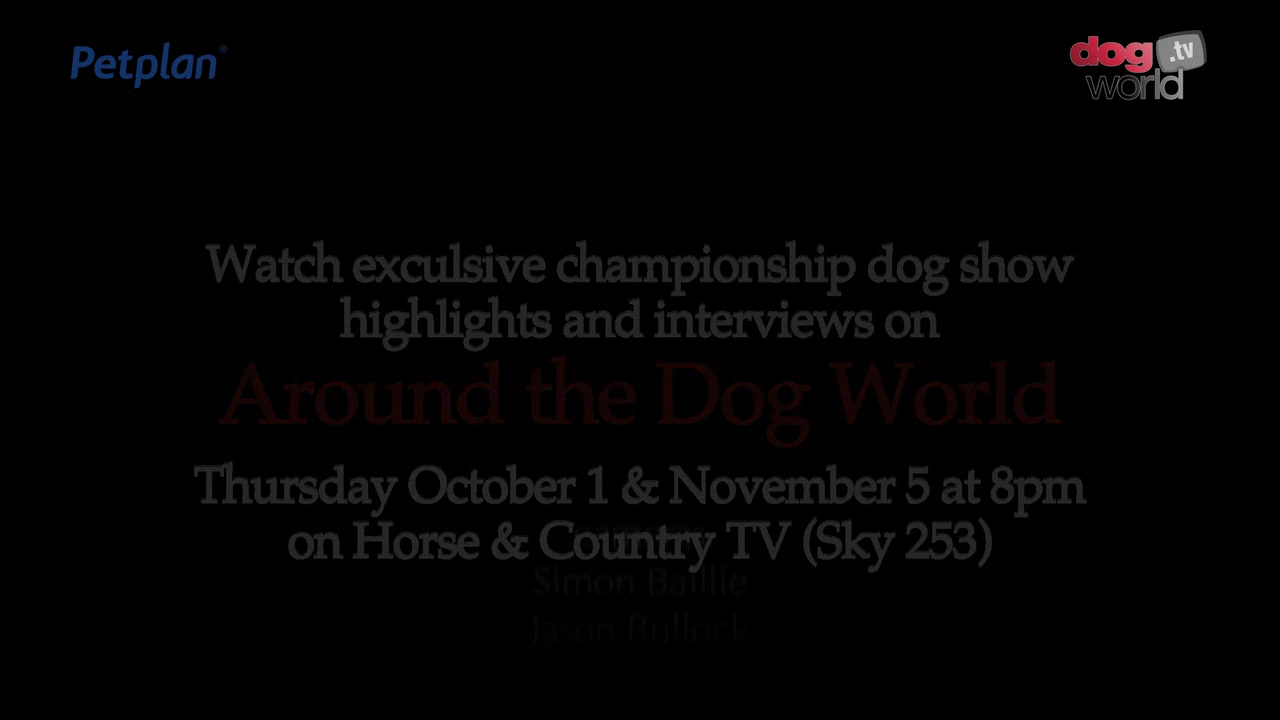 Petplan®
dog .tv
world
Watch exculsive championship dog show
highlights and interviews on
Around the Dog World
Thursday October 1 & November 5 at 8pm
on Horse & Country TV (Sky 253)
Simon Baillie
Jason Bullock